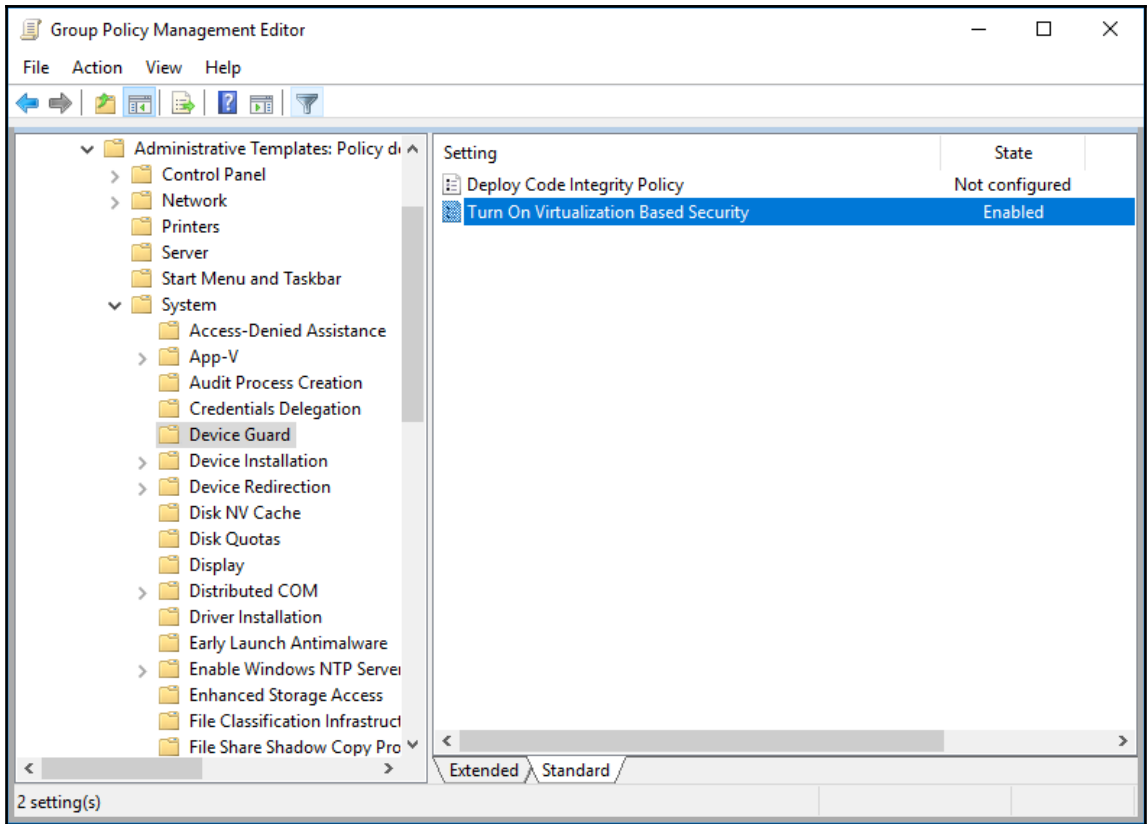 Group Policy Management Editor
File Action View Help
Administrative Templates: Policy d
Control Panel
Network
Printers
Server
Start Menu and Taskbar
System
Access-Denied Assistance
App-V
Audit Process Creation
Credentials Delegation
Device Guard
Device Installation
Device Redirection
Disk NV Cache
Disk Quotas
Display
Distributed COM
Driver Installation
Early Launch Antimalware
Enable Windows NTP Server
Enhanced Storage Access
File Classification Infrastruct
File Share Shadow Copy Pro
Setting State
Deploy Code Integrity Policy Not configured
Turn On Virtualization Based Security Enabled
Extended Standard
2 setting(s)